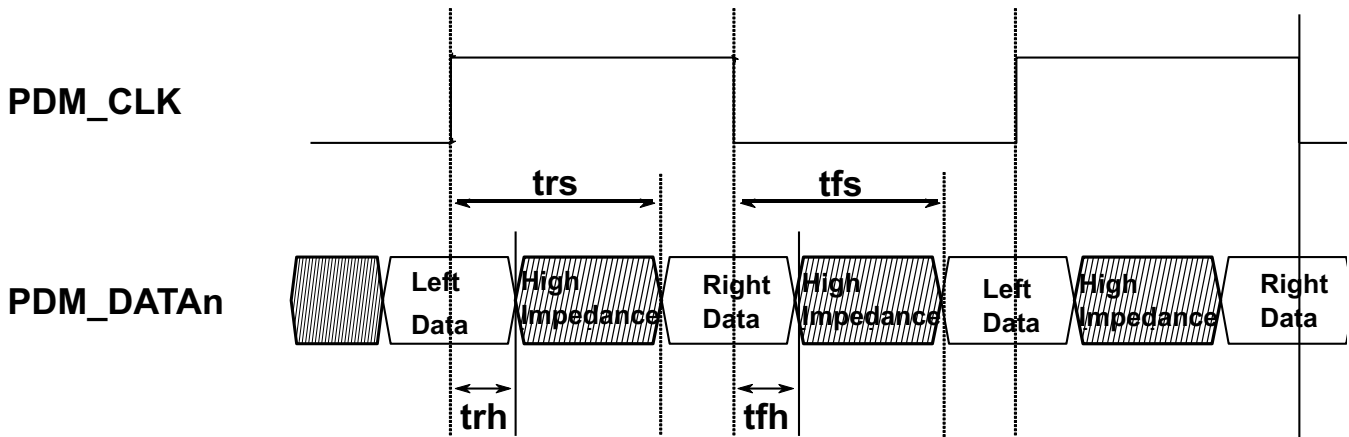 PDM_CLK
trs
tfs
PDM_DATAn
Left
Data
High
Impedance
Right
Data
High
Impedance
Left
Data
High
Impedance
Right
Data
trh
tfh